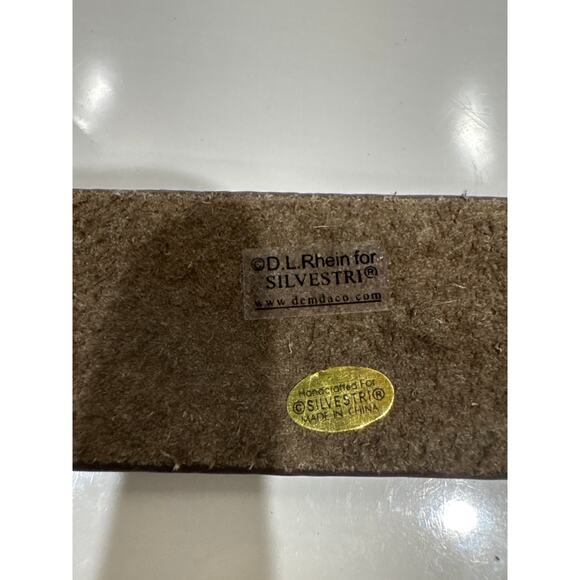 ©D.L.Rhein for
SILVESTRI®
www.demdaco.com
Handcrafted For
©SILVESTRI®
MADE IN CHINA